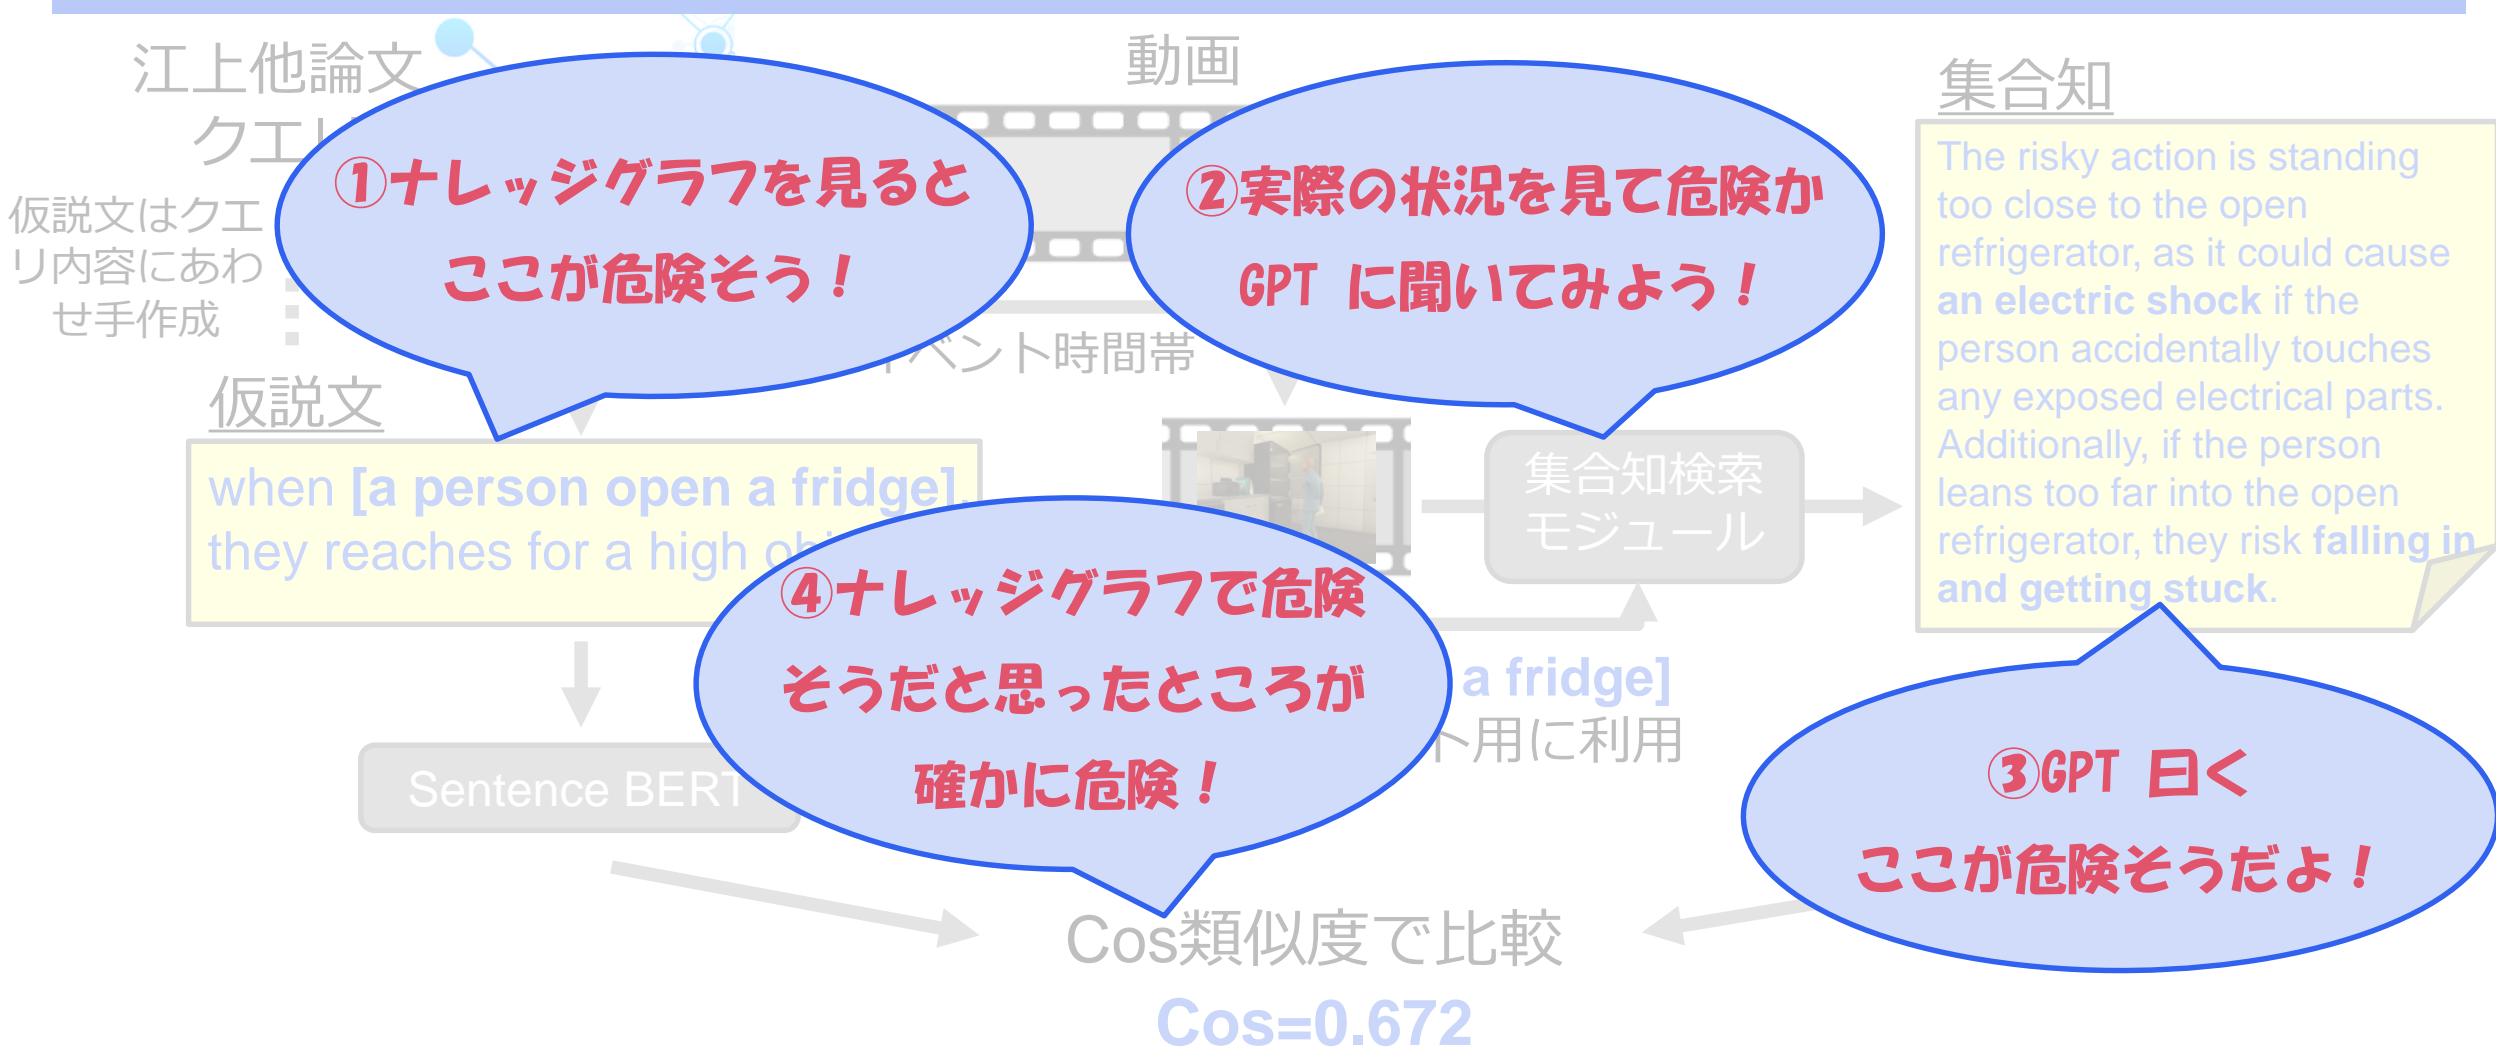 江上他論文
クエリ
仮説文はクエ
リ内容にあわ
せ手作成
①ナレッジグラフを見ると
ここが危険そう！
動画
ベント時間帯
②実際の対象を見てなぜ危険か
GPTに聞いてみよう！
集合知
The risky action is standing
too close to the open
refrigerator, as it could cause
an electric shock if the
person accidentally touches
any exposed electrical parts.
Additionally, if the person
leans too far into the open
refrigerator, they risk falling in
and getting stuck.
仮説文
when [a person open a fridge],
they reaches for a high ob
集合知検索
モジュール
④ナレッジグラフで危険
そうだと思ったところが
確かに危険！
a fridge]
ト用に利用
Sentence BERT
③GPT 曰く
ここが危険そうだよ！
Cos類似度で比較
Cos=0.672